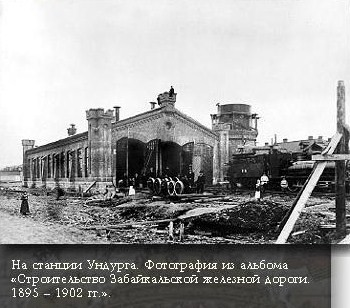 На станции Ундурга. Фотография из альбома
«Строительство Забайкальской железной дороги.
1895 – 1902 гг.».